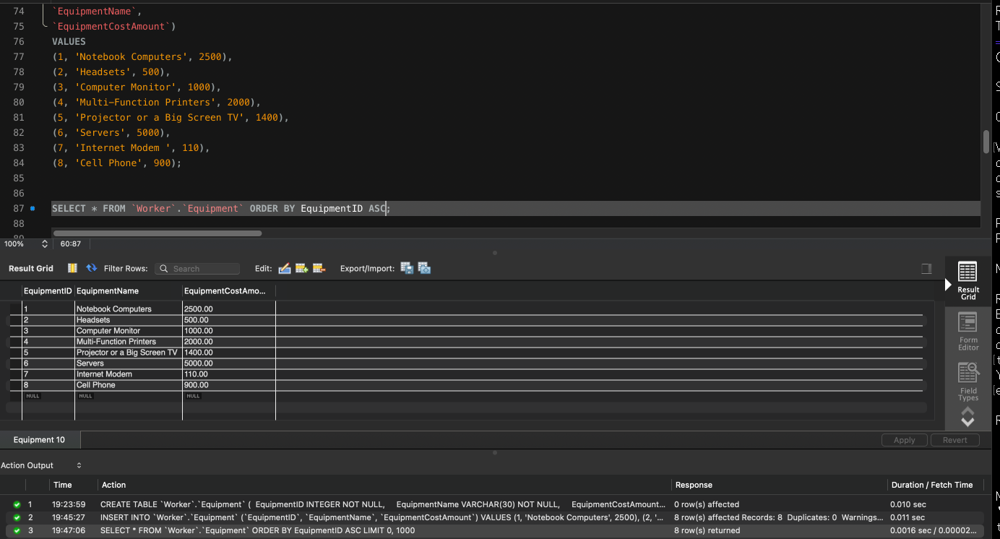 74 `EquipmentName`,
75 `EquipmentCostAmount`)
76 VALUES
77 (1, 'Notebook Computers', 2500),
78 (2, 'Headsets', 500),
79 (3, 'Computer Monitor', 1000),
80 (4, 'Multi-Function Printers', 2000),
81 (5, 'Projector or a Big Screen TV', 1400),
82 (6, 'Servers', 5000),
83 (7, 'Internet Modem ', 110),
84 (8, 'Cell Phone', 900);
85
86
87 SELECT * FROM `Worker`.`Equipment` ORDER BY EquipmentID ASC;
88
89
100% 60:87
Result Grid Filter Rows: Search Edit: Export/Import:
EquipmentID EquipmentName EquipmentCostAmo...
1 Notebook Computers 2500.00
2 Headsets 500.00
3 Computer Monitor 1000.00
4 Multi-Function Printers 2000.00
5 Projector or a Big Screen TV 1400.00
6 Servers 5000.00
7 Internet Modem 110.00
8 Cell Phone 900.00
NULL NULL NULL
Result
Grid
Form
Editor
Field
Types
Equipment 10 Apply Revert
Action Output
Time Action Response Duration / Fetch Time
1 19:23:59 CREATE TABLE `Worker`.`Equipment` ( EquipmentID INTEGER NOT NULL, EquipmentName VARCHAR(30) NOT NULL, EquipmentCostAmount... 0 row(s) affected 0.010 sec
2 19:45:27 INSERT INTO `Worker`.`Equipment` (`EquipmentID`, `EquipmentName`, `EquipmentCostAmount`) VALUES (1, 'Notebook Computers', 2500), (2, '... 8 row(s) affected Records: 8 Duplicates: 0 Warnings... 0.011 sec
3 19:47:06 SELECT * FROM `Worker`.`Equipment` ORDER BY EquipmentID ASC LIMIT 0, 1000 8 row(s) returned 0.0016 sec / 0.00002...